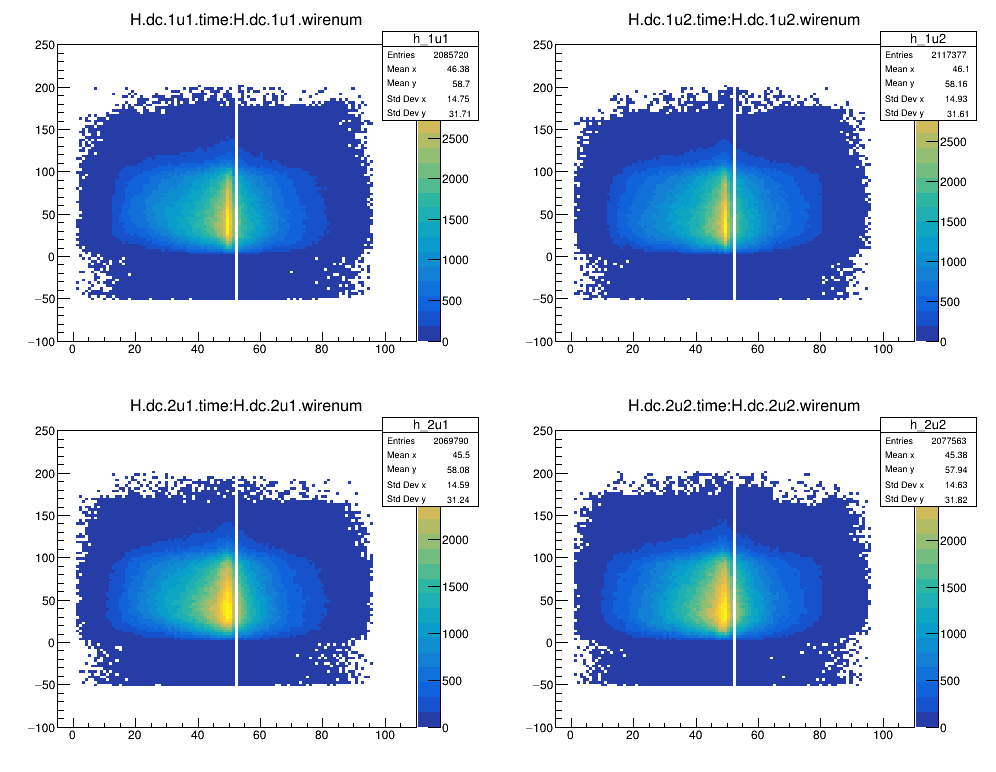 H.dc.1u1.time:H.dc.1u1.wirenum
h_1u1
Entries 2085720
Mean x 46.38
Mean y 58.7
Std Dev x 14.75
Std Dev y 31.71
250
200
150
100
50
0
−50
−100
0 20 40 60 80 100
2500
2000
1500
1000
500
0
H.dc.1u2.time:H.dc.1u2.wirenum
h_1u2
Entries 2117377
Mean x 46.1
Mean y 58.16
Std Dev x 14.93
Std Dev y 31.61
250
200
150
100
50
0
−50
−100
0 20 40 60 80 100
2500
2000
1500
1000
500
0
H.dc.2u1.time:H.dc.2u1.wirenum
h_2u1
Entries 2069790
Mean x 45.5
Mean y 58.08
Std Dev x 14.59
Std Dev y 31.24
250
200
150
100
50
0
−50
−100
0 20 40 60 80 100
2000
1500
1000
500
0
H.dc.2u2.time:H.dc.2u2.wirenum
h_2u2
Entries 2077563
Mean x 45.38
Mean y 57.94
Std Dev x 14.63
Std Dev y 31.82
250
200
150
100
50
0
−50
−100
0 20 40 60 80 100
2000
1500
1000
500
0